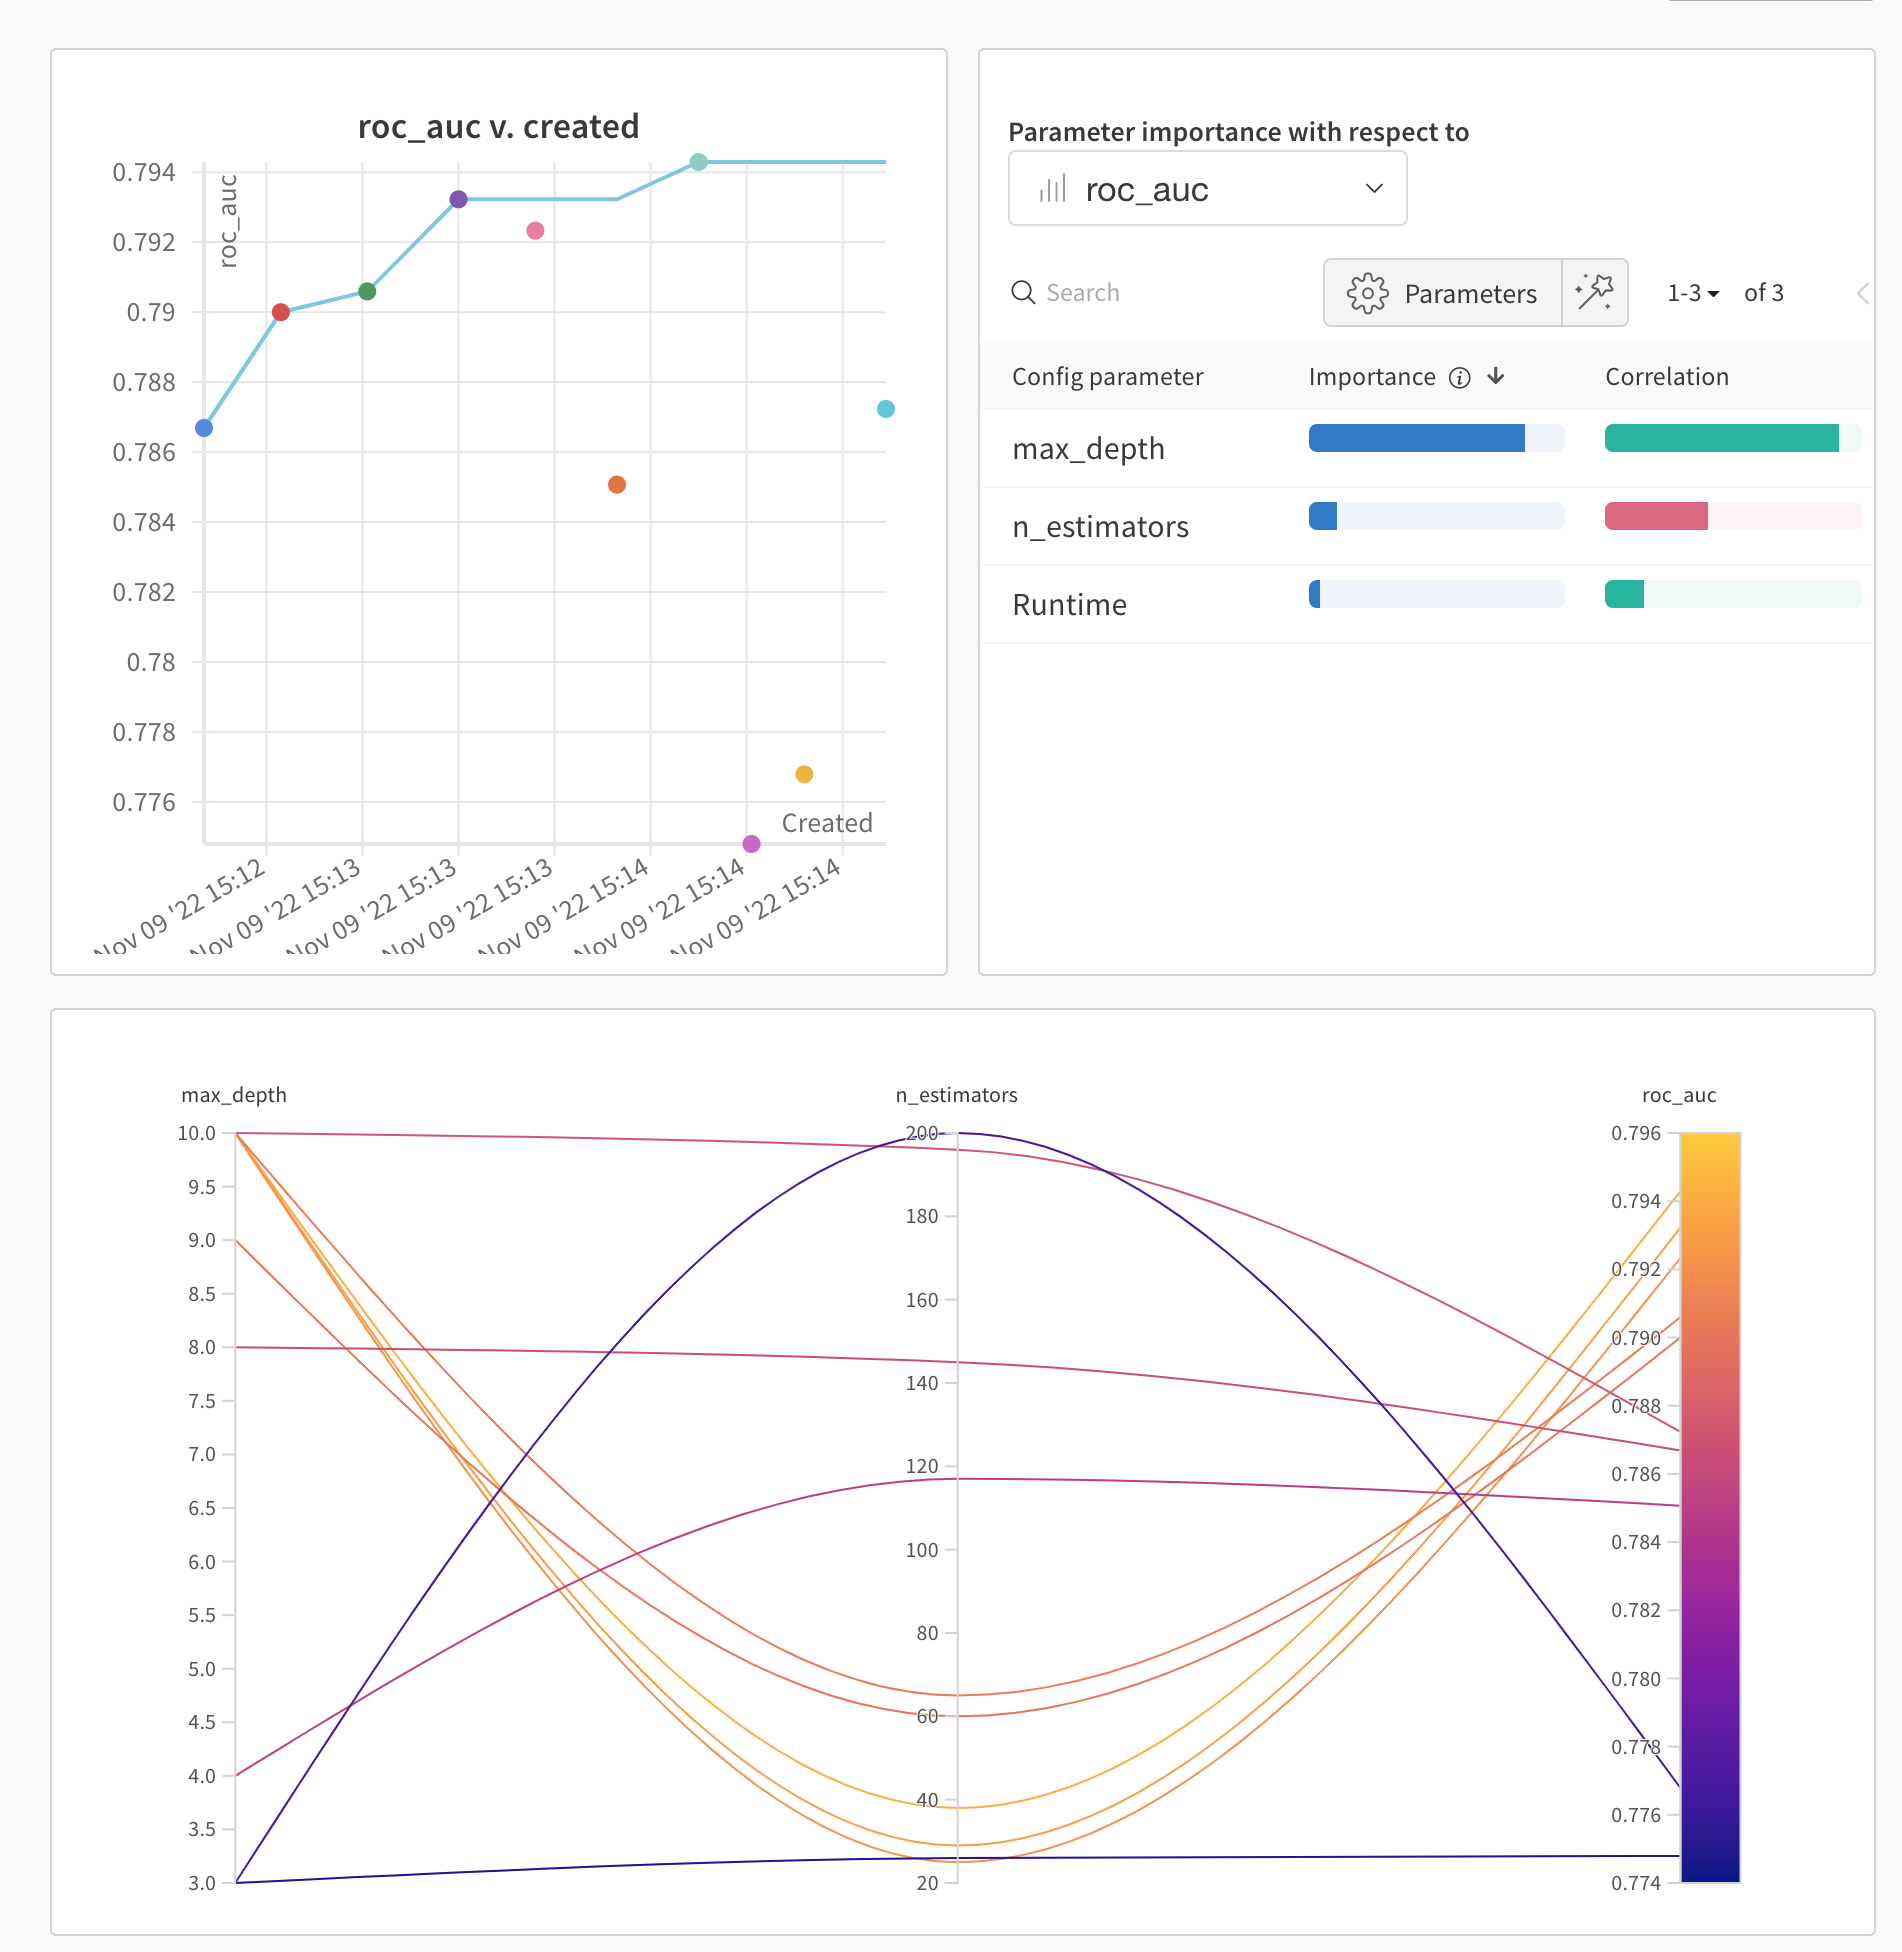 roc_auc v. created
roc_auc
0.794
0.792
0.79
0.788
0.786
0.784
0.782
0.78
0.778
0.776
Created
Nov 09 '22 15:12
Nov 09 '22 15:13
Nov 09 '22 15:13
Nov 09 '22 15:13
Nov 09 '22 15:14
Nov 09 '22 15:14
Nov 09 '22 15:14
Parameter importance with respect to
roc_auc
Search
Parameters
1-3 of 3
Config parameter Importance Correlation
max_depth
n_estimators
Runtime
max_depth
10.0
9.5
9.0
8.5
8.0
7.5
7.0
6.5
6.0
5.5
5.0
4.5
4.0
3.5
3.0
n_estimators
200
180
160
140
120
100
80
60
40
20
roc_auc
0.796
0.794
0.792
0.790
0.788
0.786
0.784
0.782
0.780
0.778
0.776
0.774